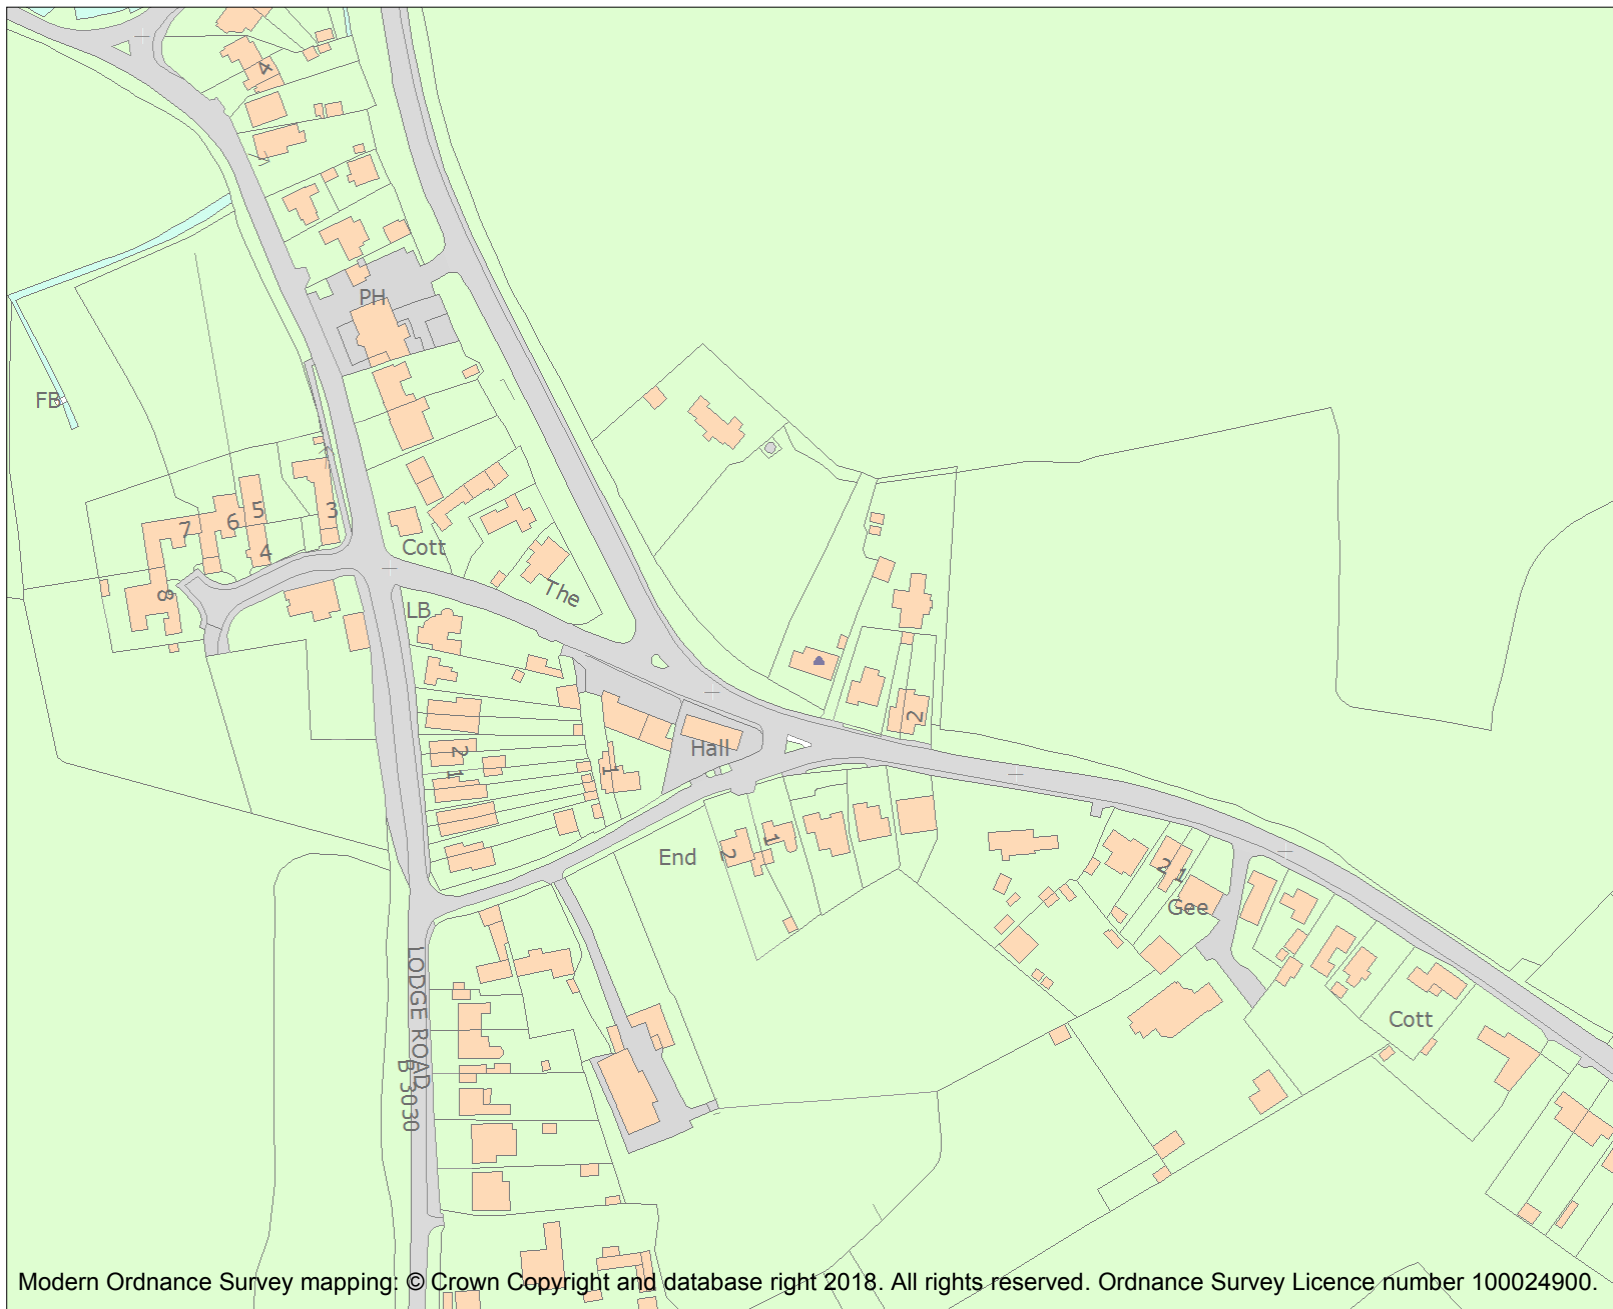 4
PH
FB
5
3
6
7
4
Cott
8
The
LB
2
Hall
2
1
1
1
2
End
2 1
Gee
LODGE ROAD
Cott
B 3030
Modern Ordnance Survey mapping: © Crown Copyright and database right 2018. All rights reserved. Ordnance Survey Licence number 100024900.